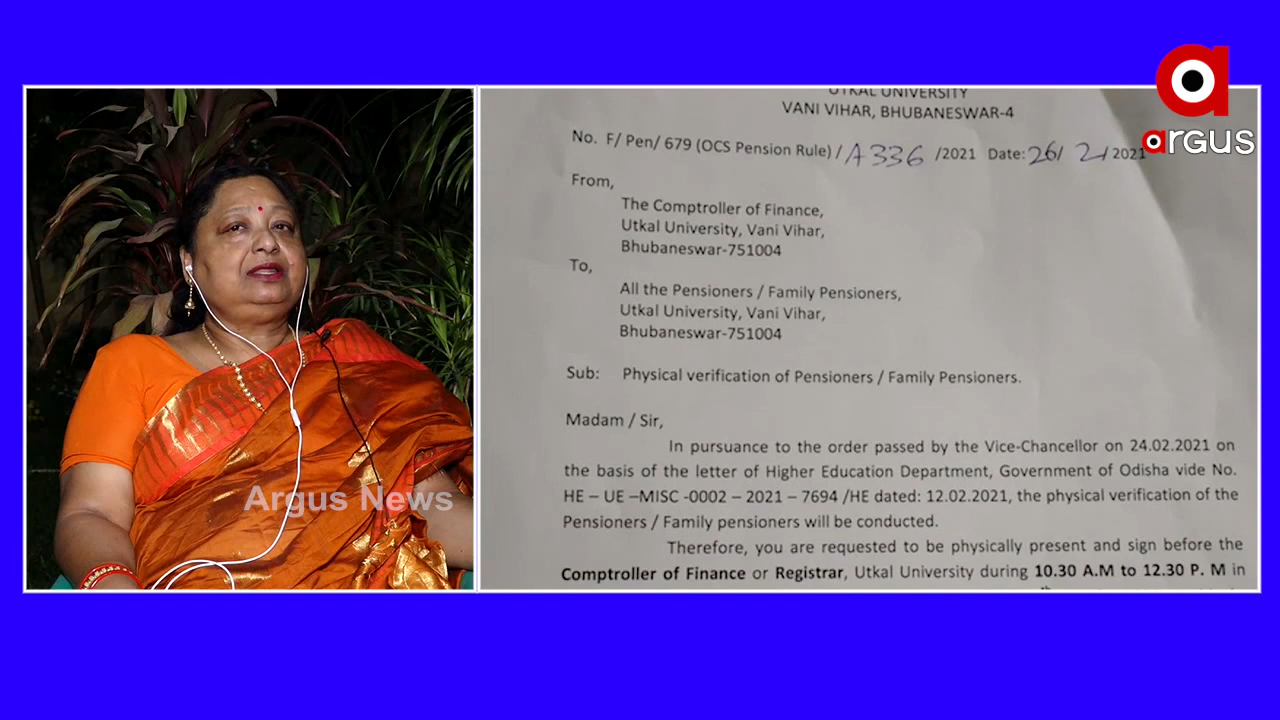 argus
UTKAL UNIVERSITY
VANI VIHAR, BHUBANESWAR-4
No. F/ Pen/ 679 (OCS Pension Rule) / A336 /2021 Date: 26/ 2/ 2021
From,
The Comptroller of Finance,
Utkal University, Vani Vihar,
Bhubaneswar-751004
To,
All the Pensioners / Family Pensioners,
Utkal University, Vani Vihar,
Bhubaneswar-751004
Sub: Physical verification of Pensioners / Family Pensioners.
Madam / Sir,
In pursuance to the order passed by the Vice-Chancellor on 24.02.2021 on
the basis of the letter of Higher Education Department, Government of Odisha vide No.
HE – UE –MISC -0002 – 2021 – 7694 /HE dated: 12.02.2021, the physical verification of the
Pensioners / Family pensioners will be conducted.
Therefore, you are requested to be physically present and sign before the
Comptroller of Finance or Registrar, Utkal University during 10.30 A.M to 12.30 P. M in
Argus News